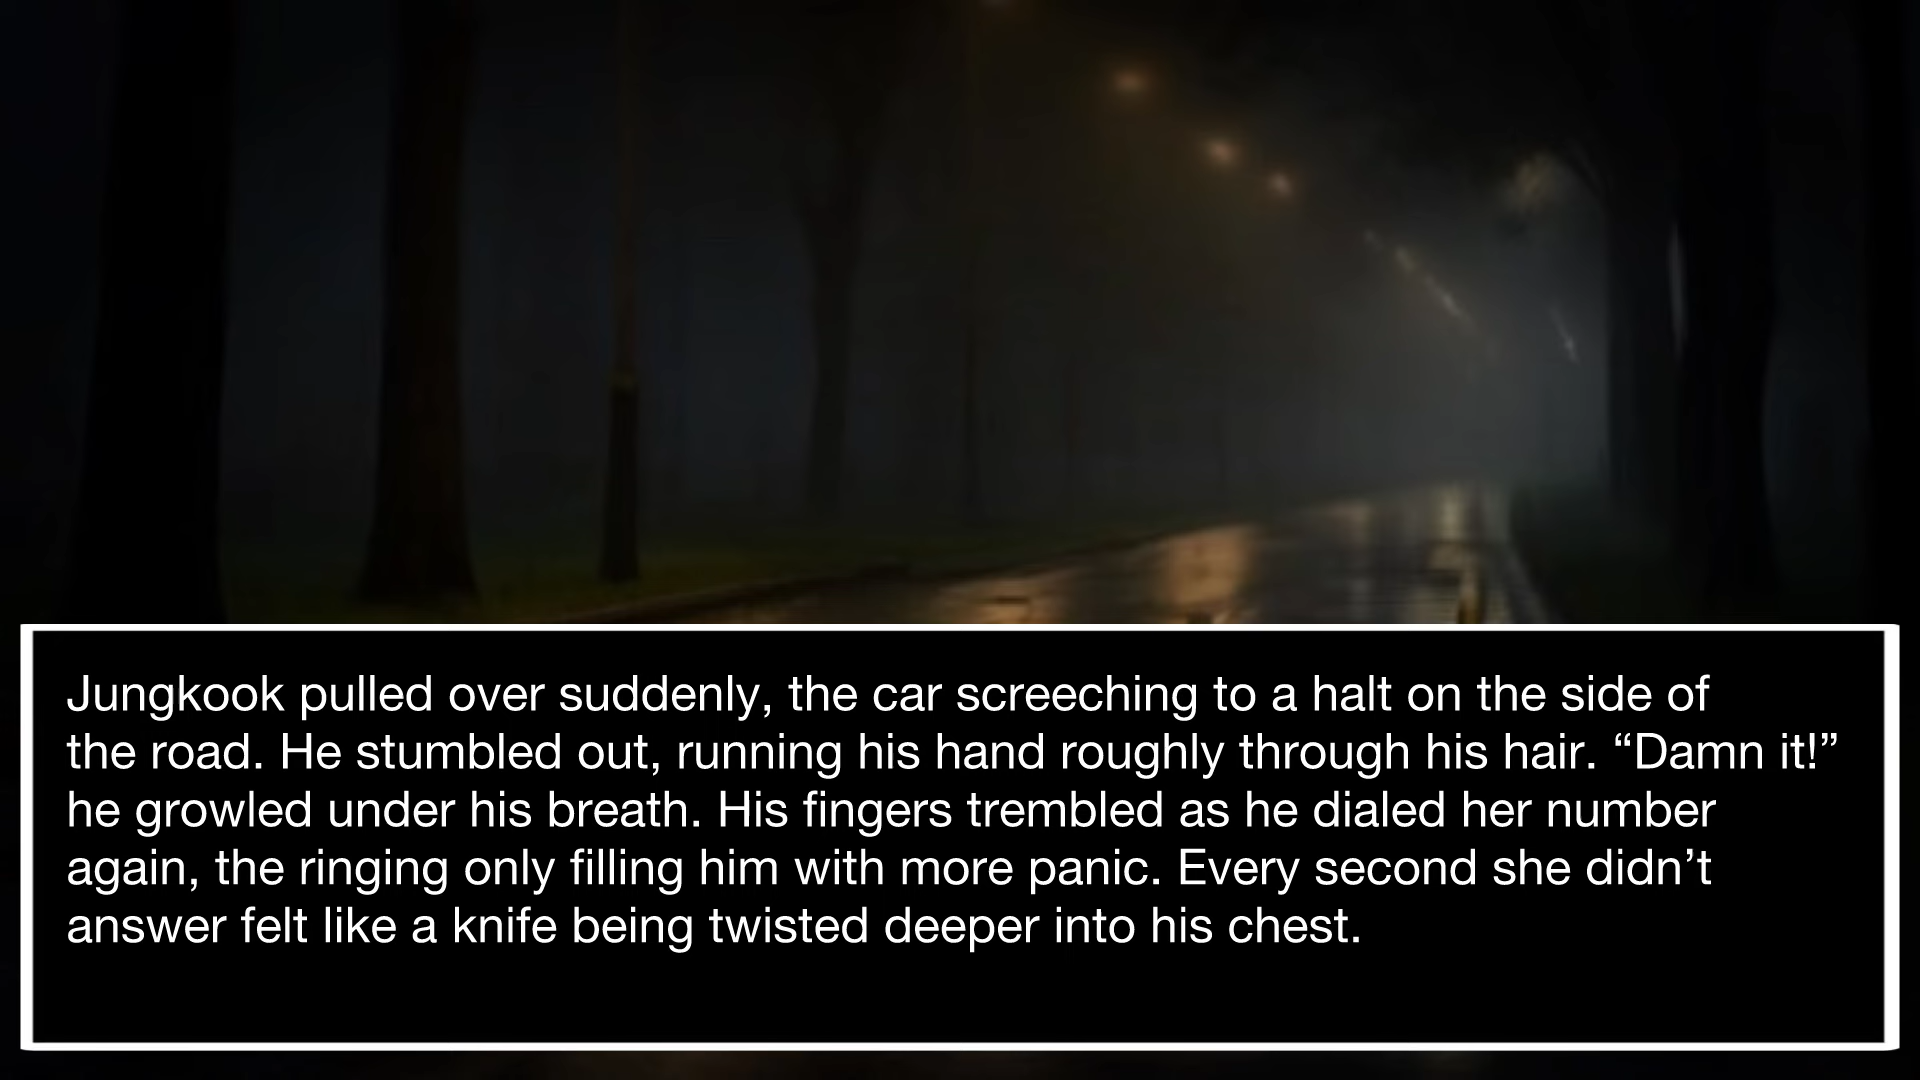 Jungkook pulled over suddenly, the car screeching to a halt on the side of
the road. He stumbled out, running his hand roughly through his hair. “Damn it!”
he growled under his breath. His fingers trembled as he dialed her number
again, the ringing only filling him with more panic. Every second she didn’t
answer felt like a knife being twisted deeper into his chest.